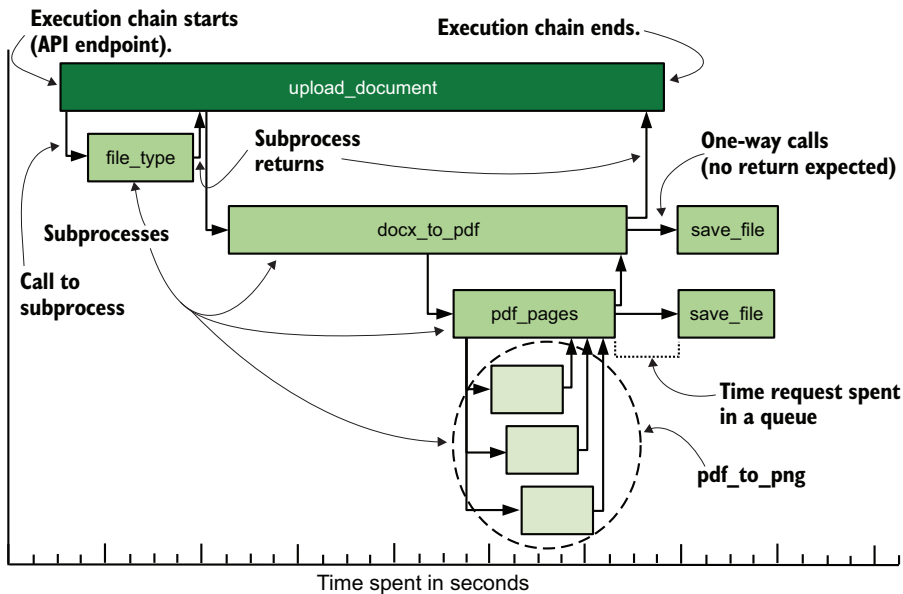 Execution chain starts
(API endpoint).
Execution chain ends.
upload_document
file_type
Subprocess
returns
One-way calls
(no return expected)
Subprocesses
docx_to_pdf
save_file
Call to
subprocess
pdf_pages
save_file
Time request spent
in a queue
pdf_to_png
Time spent in seconds